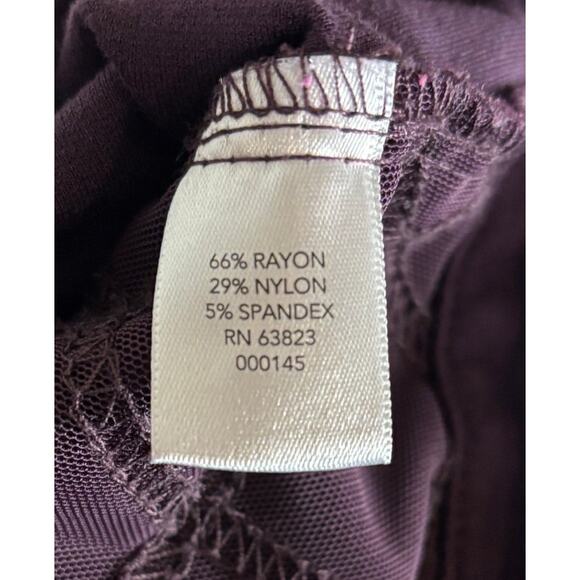 66% RAYON
29% NYLON
5% SPANDEX
RN 63823
000145